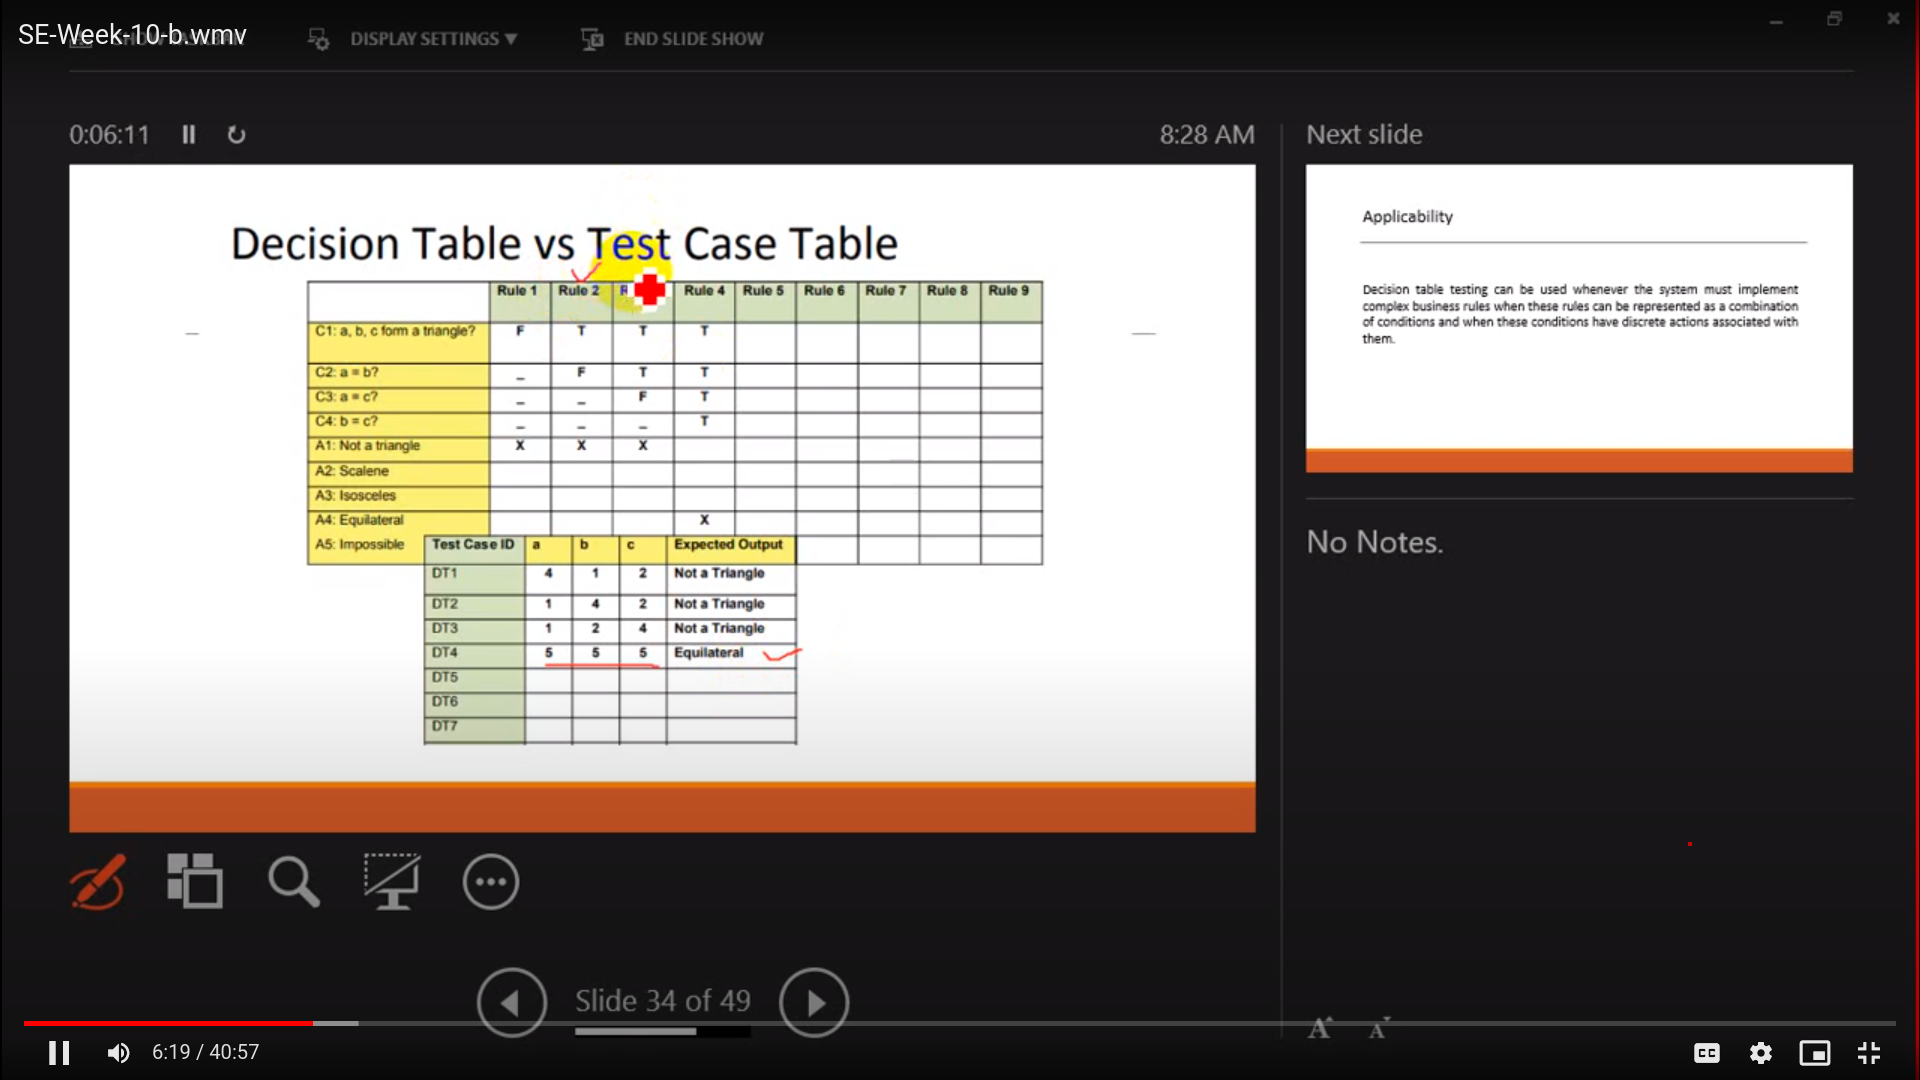 SE-Week-10-b.wmv
DISPLAY SETTINGS ▼
END SLIDE SHOW
0:06:11
8:28 AM
Next slide
Decision Table vs Test Case Table
Rule 1 Rule 2 R Rule 4 Rule 5 Rule 6 Rule 7 Rule 8 Rule 9
C1: a, b, c form a triangle? F T T T
C2: a = b? _ F T T
C3: a = c? _ _ F T
C4: b = c? _ _ _ T
A1: Not a triangle X X X
A2: Scalene
A3: Isosceles
A4: Equilateral X
A5: Impossible
Test Case ID a b c Expected Output
DT1 4 1 2 Not a Triangle
DT2 1 4 2 Not a Triangle
DT3 1 2 4 Not a Triangle
DT4 5 5 5 Equilateral
DT5
DT6
DT7
Applicability
Decision table testing can be used whenever the system must implement
complex business rules when these rules can be represented as a combination
of conditions and when these conditions have discrete actions associated with
them.
No Notes.
Slide 34 of 49
A A
6:19 / 40:57
CC